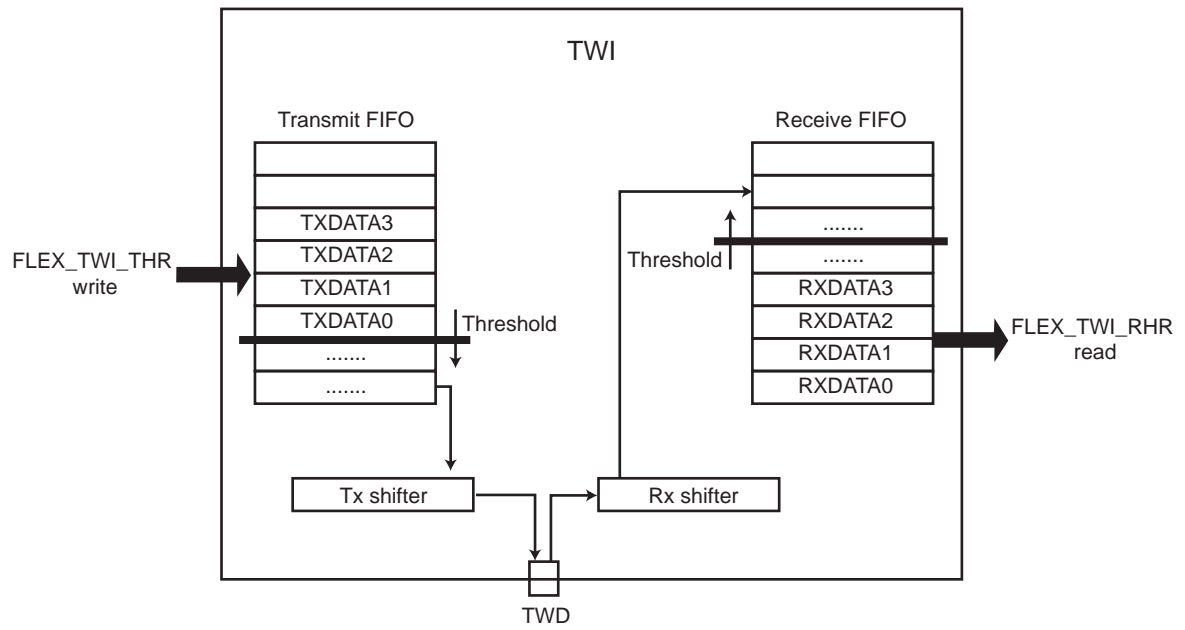 TWI
Transmit FIFO
TXDATA3
TXDATA2
TXDATA1
TXDATA0
.......
.......
FLEX_TWI_THR
write
Threshold
Receive FIFO
.......
.......
RXDATA3
RXDATA2
RXDATA1
RXDATA0
Threshold
FLEX_TWI_RHR
read
Tx shifter
Rx shifter
TWD